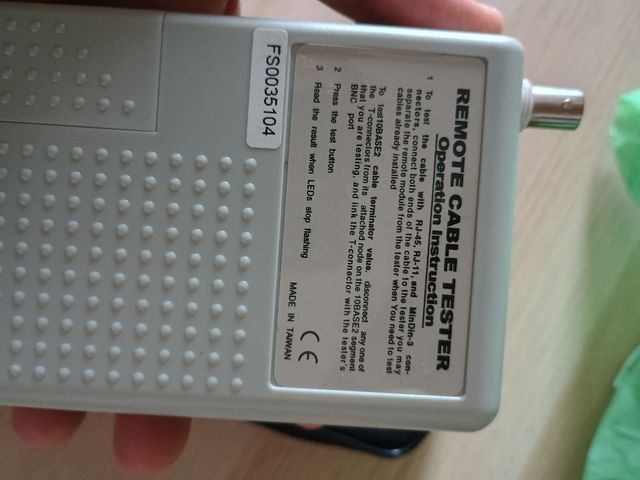 REMOTE CABLE TESTER
Operation Instruction
1 To test the cable with RJ-45, RJ-11, and MinDin-3 con-
nectors, connect both ends of the cable to the tester you may
separate the remote module from the tester when You need to test
cables already installed
To test10BASE2 cable terminator value, disconnect any one of
the T-connectors from its attached node on the 10BASE2 segment
that you are testing, and link the T-connector with the tester's
BNC port
2 Press the test button
3 Read the result when LEDs stop flashing
CE
MADE IN TAIWAN
FS0035104